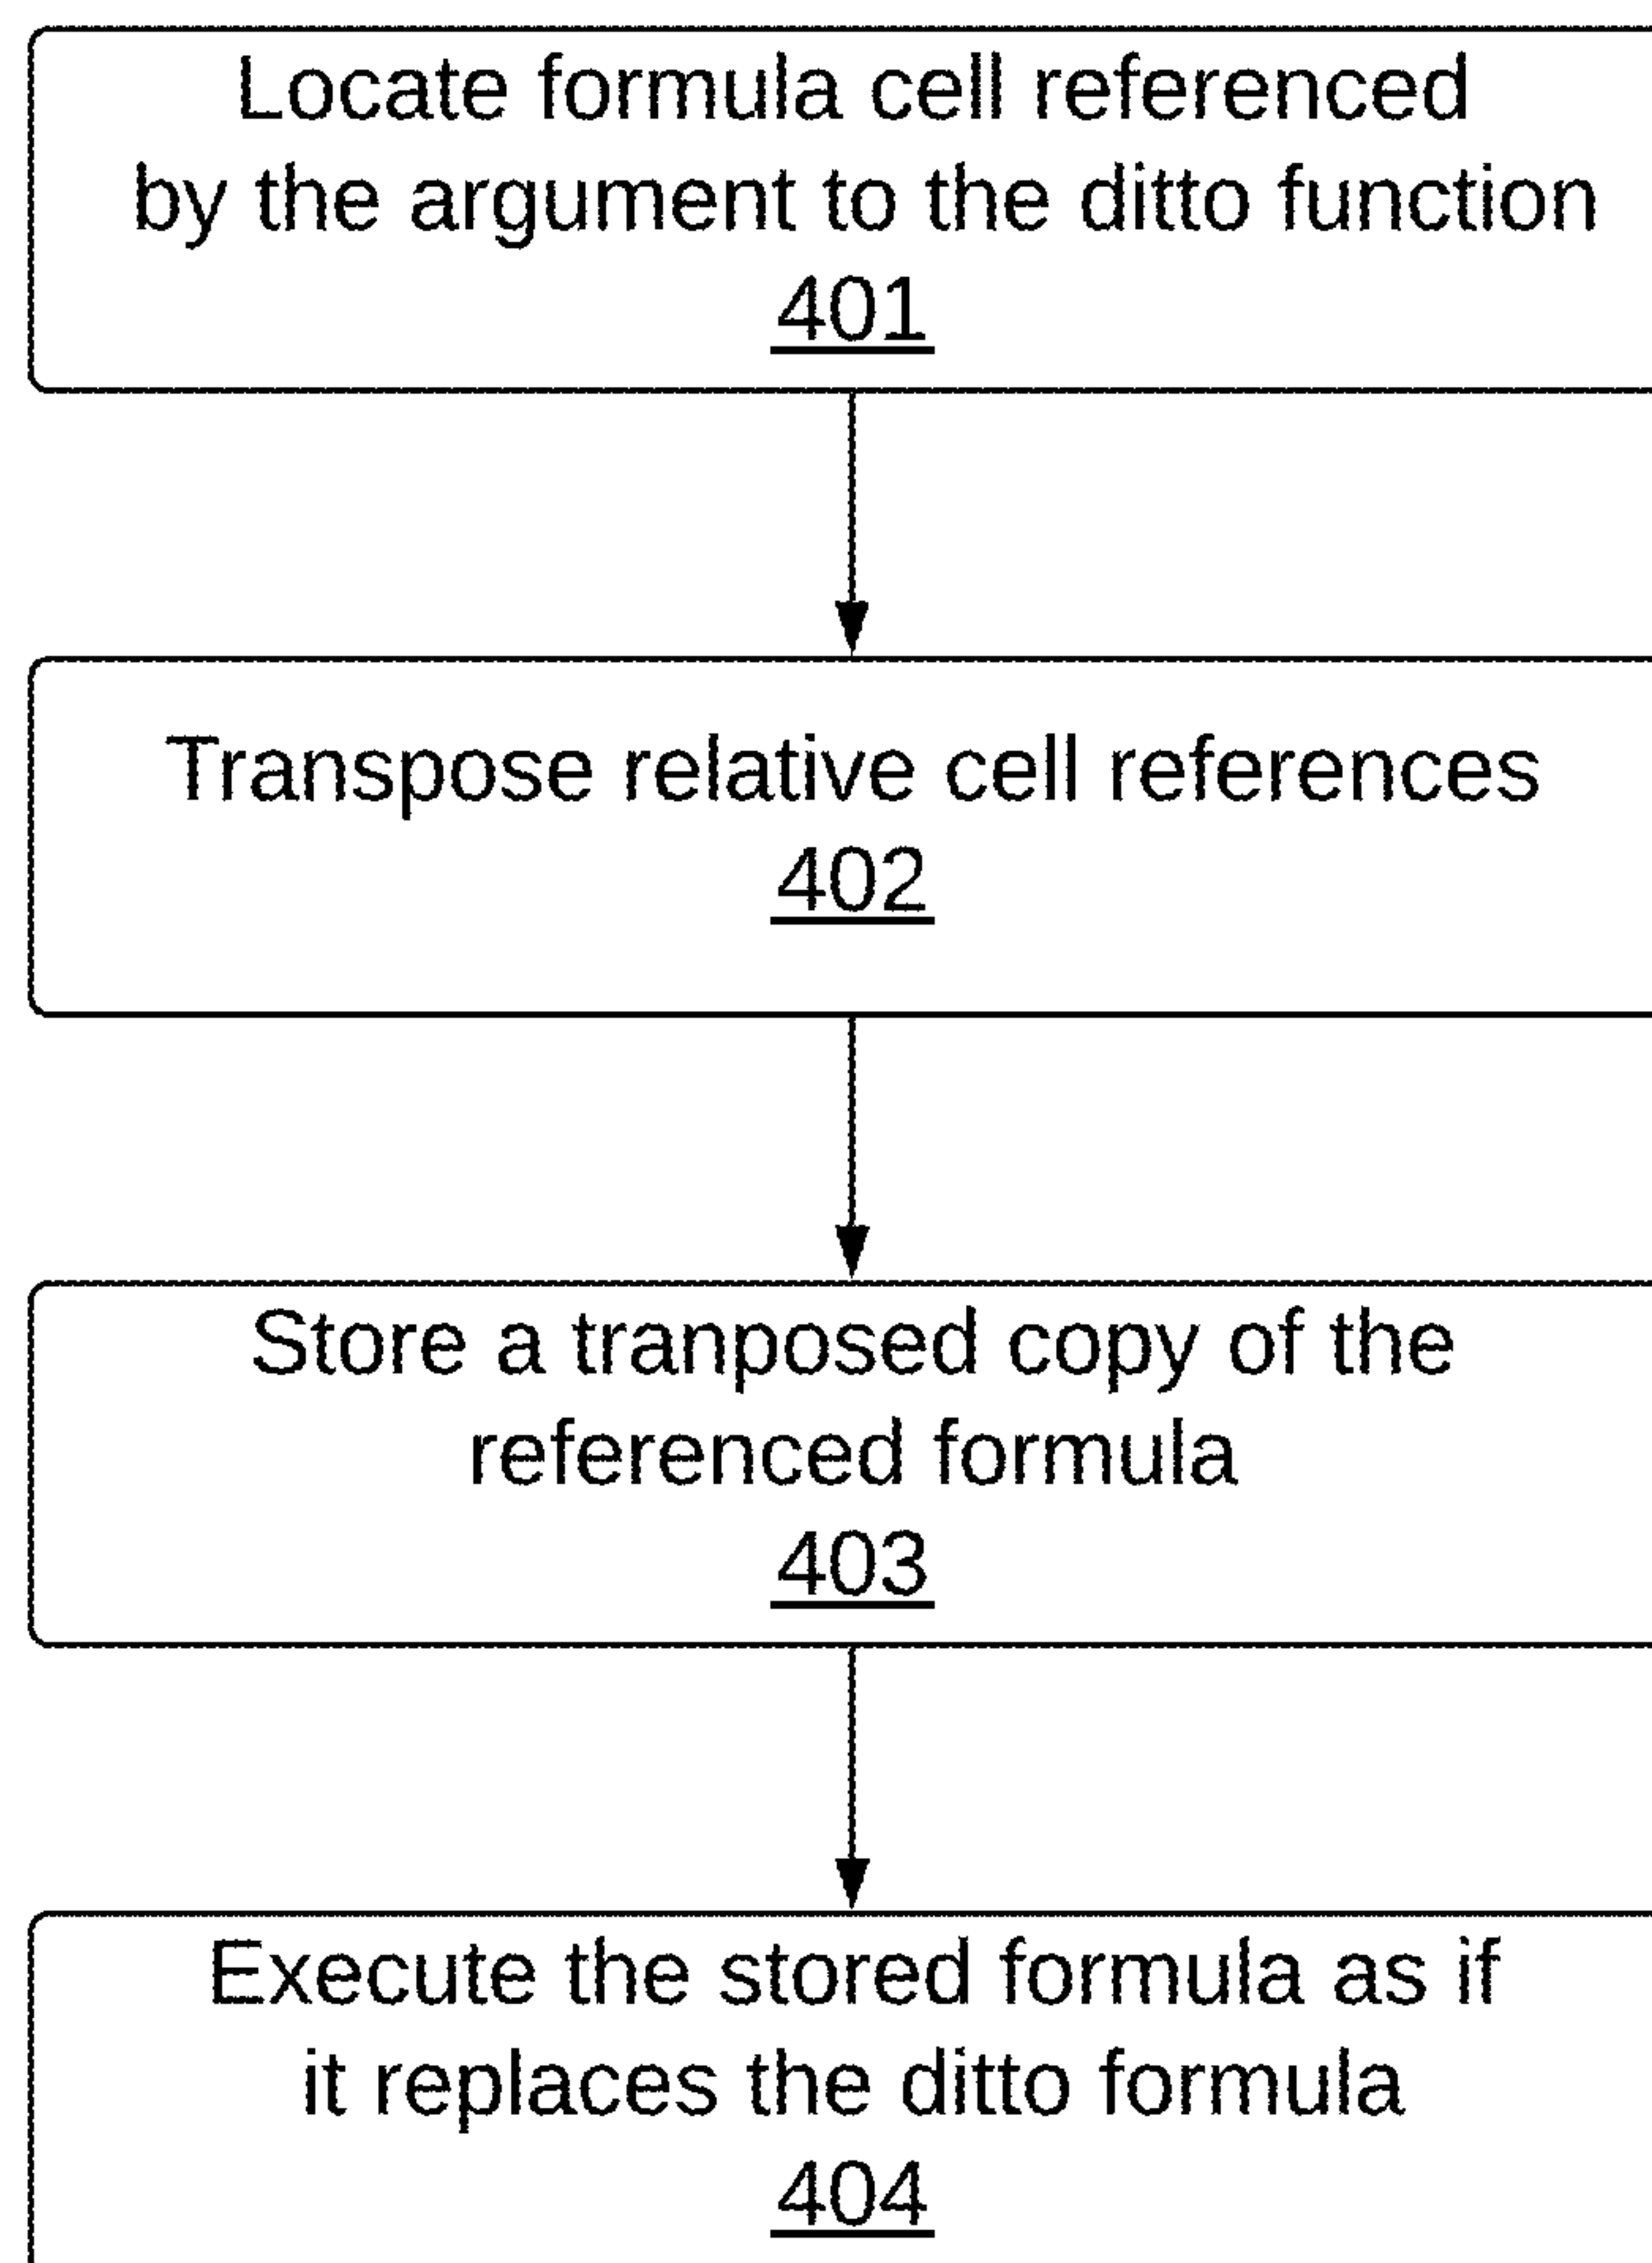 Locate formula cell referenced
by the argument to the ditto function
401
Transpose relative cell references
402
Store a tranposed copy of the
referenced formula
403
Execute the stored formula as if
it replaces the ditto formula
404